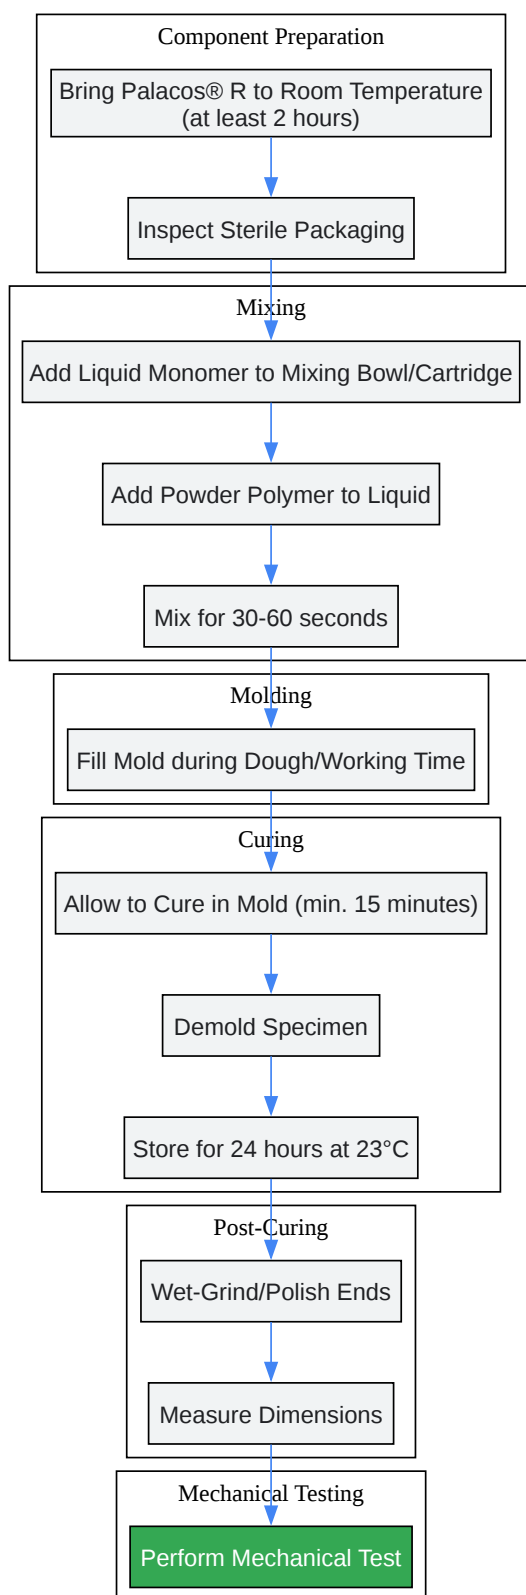 Component Preparation
Bring Palacos® R to Room Temperature
(at least 2 hours)
Inspect Sterile Packaging
Mixing
Add Liquid Monomer to Mixing Bowl/Cartridge
Add Powder Polymer to Liquid
Mix for 30-60 seconds
Molding
Fill Mold during Dough/Working Time
Curing
Allow to Cure in Mold (min. 15 minutes)
Demold Specimen
Store for 24 hours at 23°C
Post-Curing
Wet-Grind/Polish Ends
Measure Dimensions
Mechanical Testing
Perform Mechanical Test